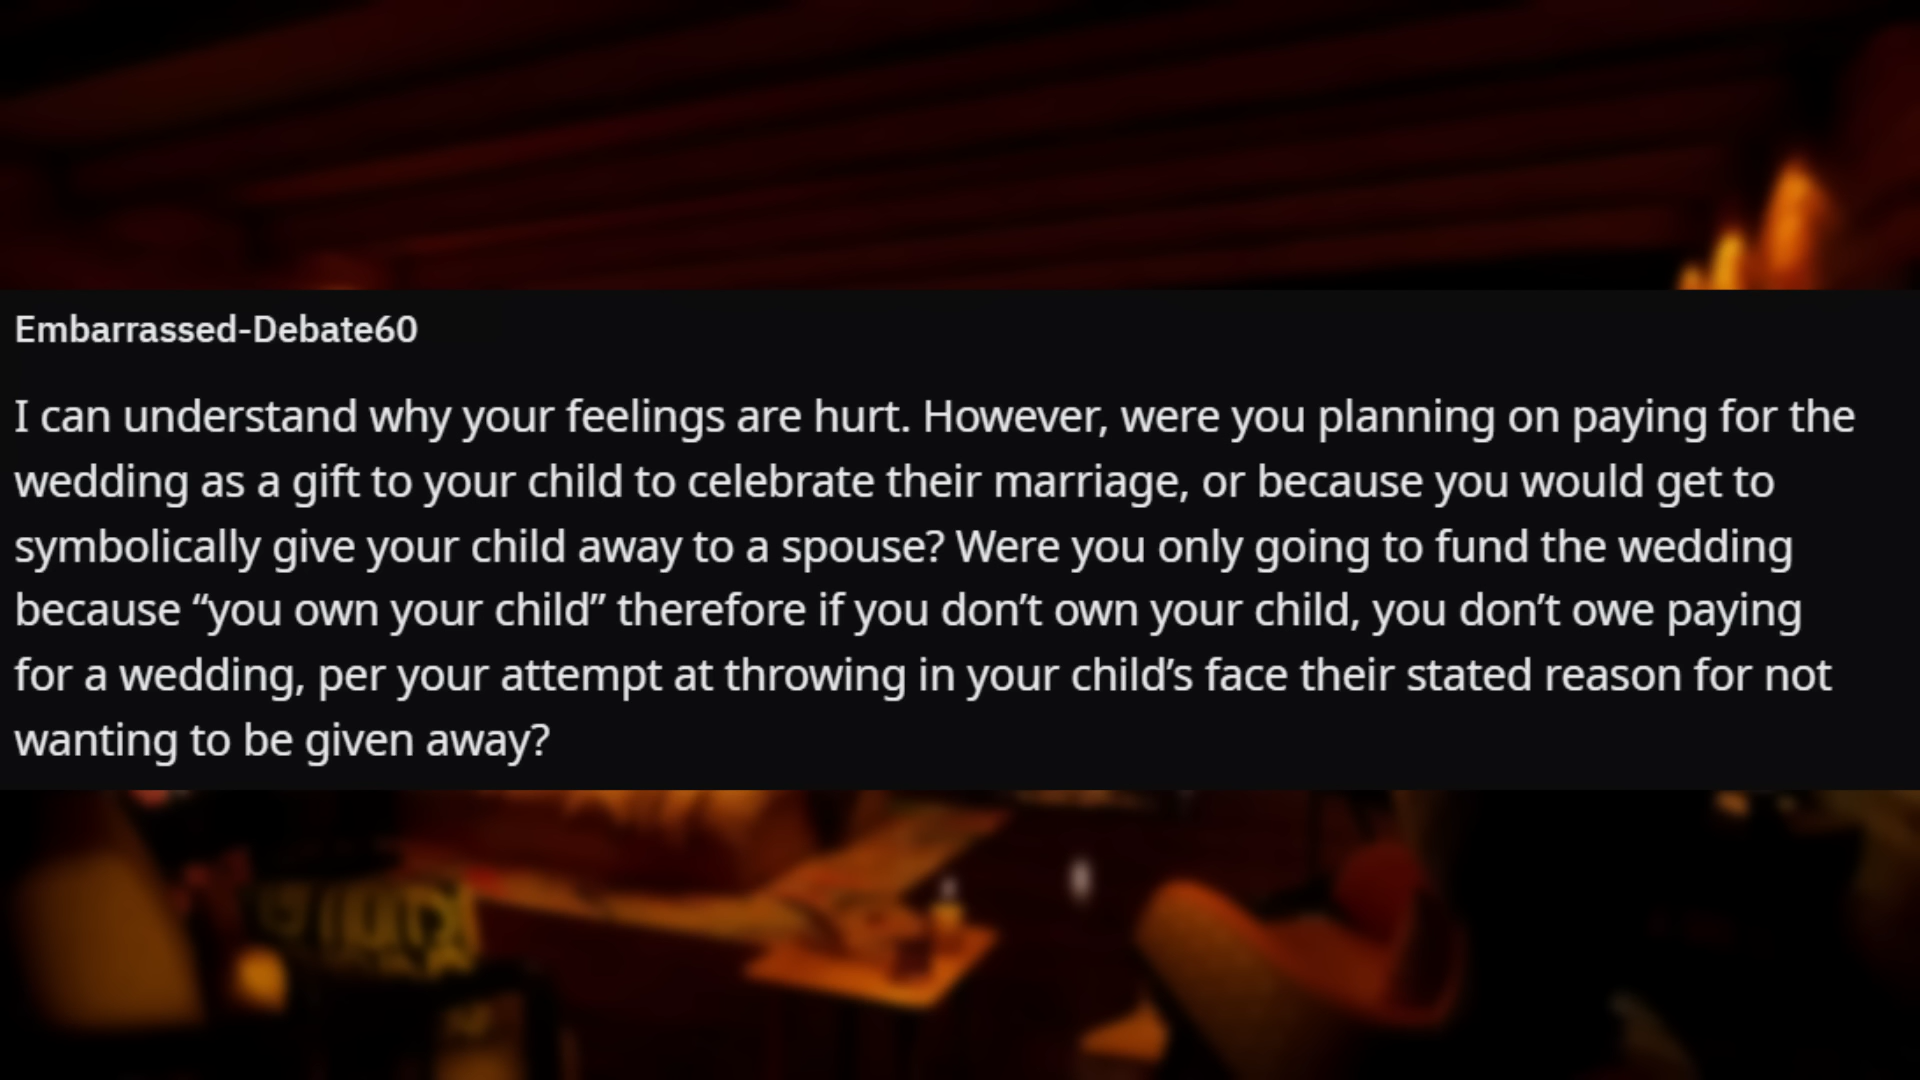 Embarrassed-Debate60
I can understand why your feelings are hurt. However, were you planning on paying for the
wedding as a gift to your child to celebrate their marriage, or because you would get to
symbolically give your child away to a spouse? Were you only going to fund the wedding
because “you own your child” therefore if you don’t own your child, you don’t owe paying
for a wedding, per your attempt at throwing in your child’s face their stated reason for not
wanting to be given away?